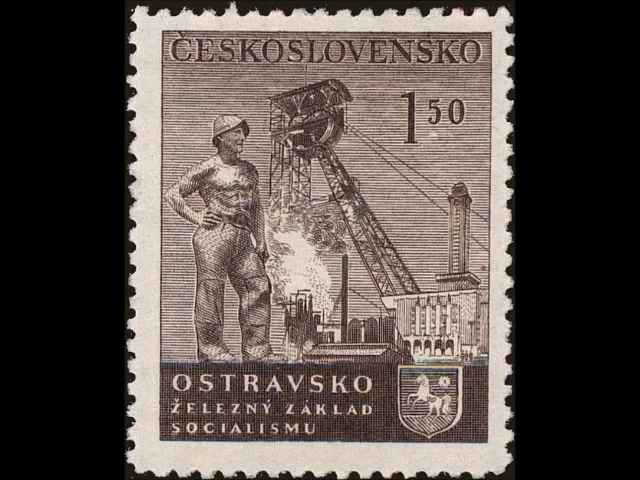 ČESKOSLOVENSKO
1 50
OSTRAVSKO
ŽELEZNÝ ZÁKLAD
SOCIALISMU